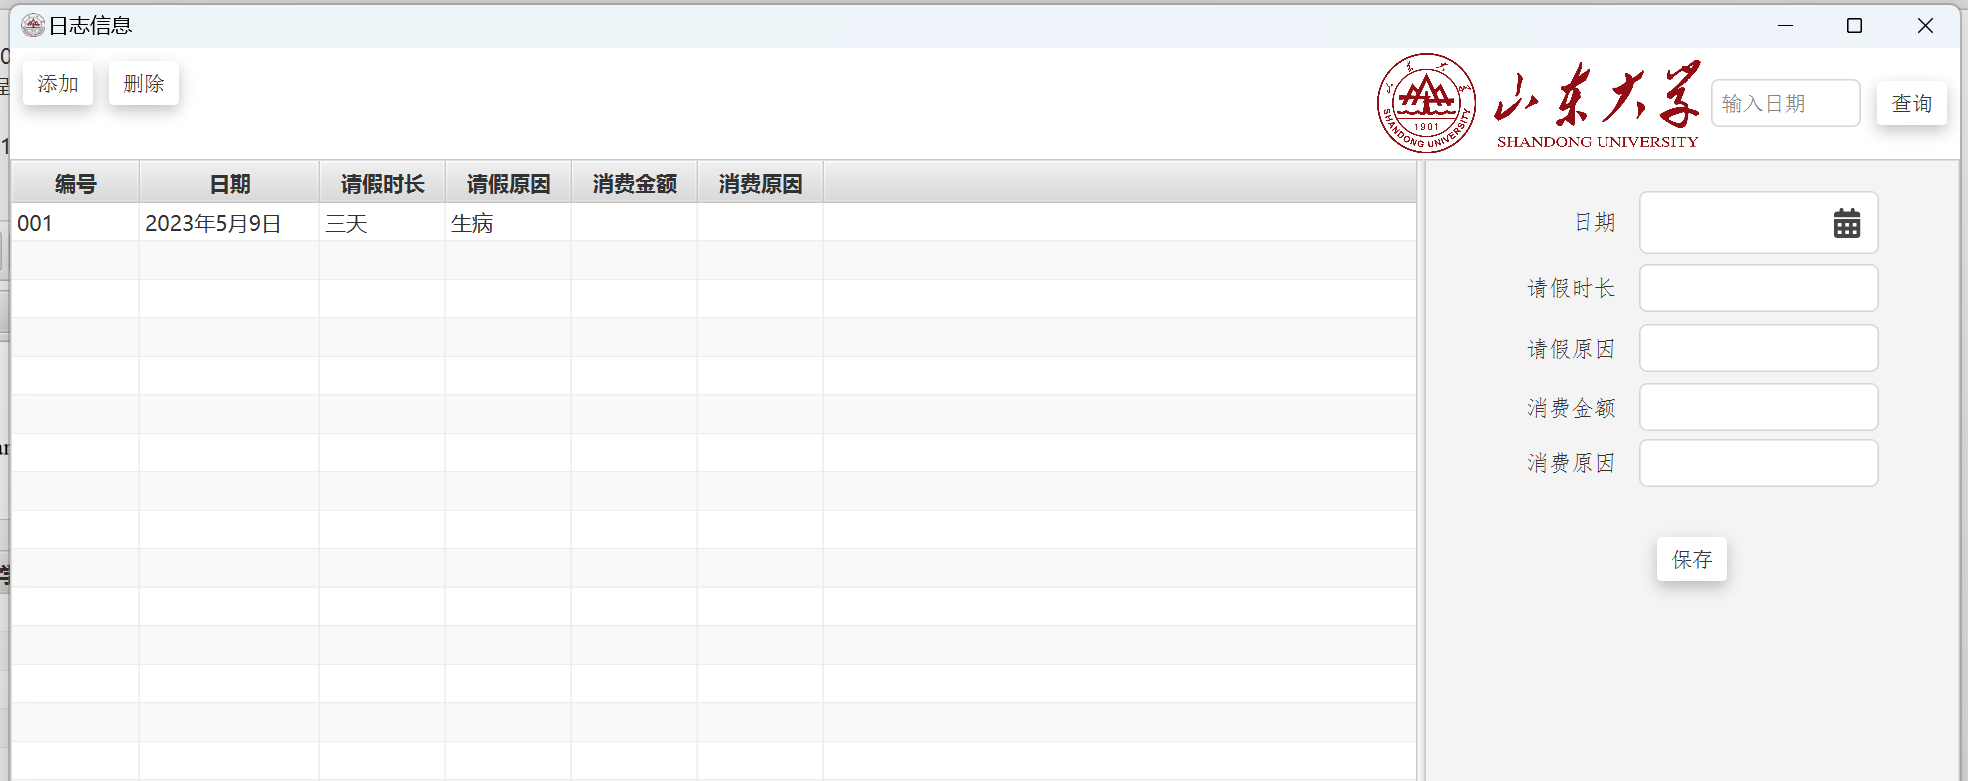 日志信息
添加 删除
山东大学
SHANDONG UNIVERSITY
1901
SHANDONG UNIVERSITY
输入日期 查询
编号 日期 请假时长 请假原因 消费金额 消费原因
001 2023年5月9日 三天 生病
日期
请假时长
请假原因
消费金额
消费原因
保存